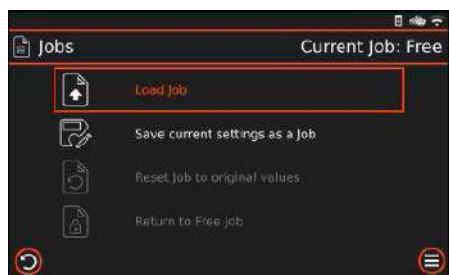 Jobs
Current Job: Free
Load Job
Save current settings as a Job
Reset Job to original values
Return to Free job